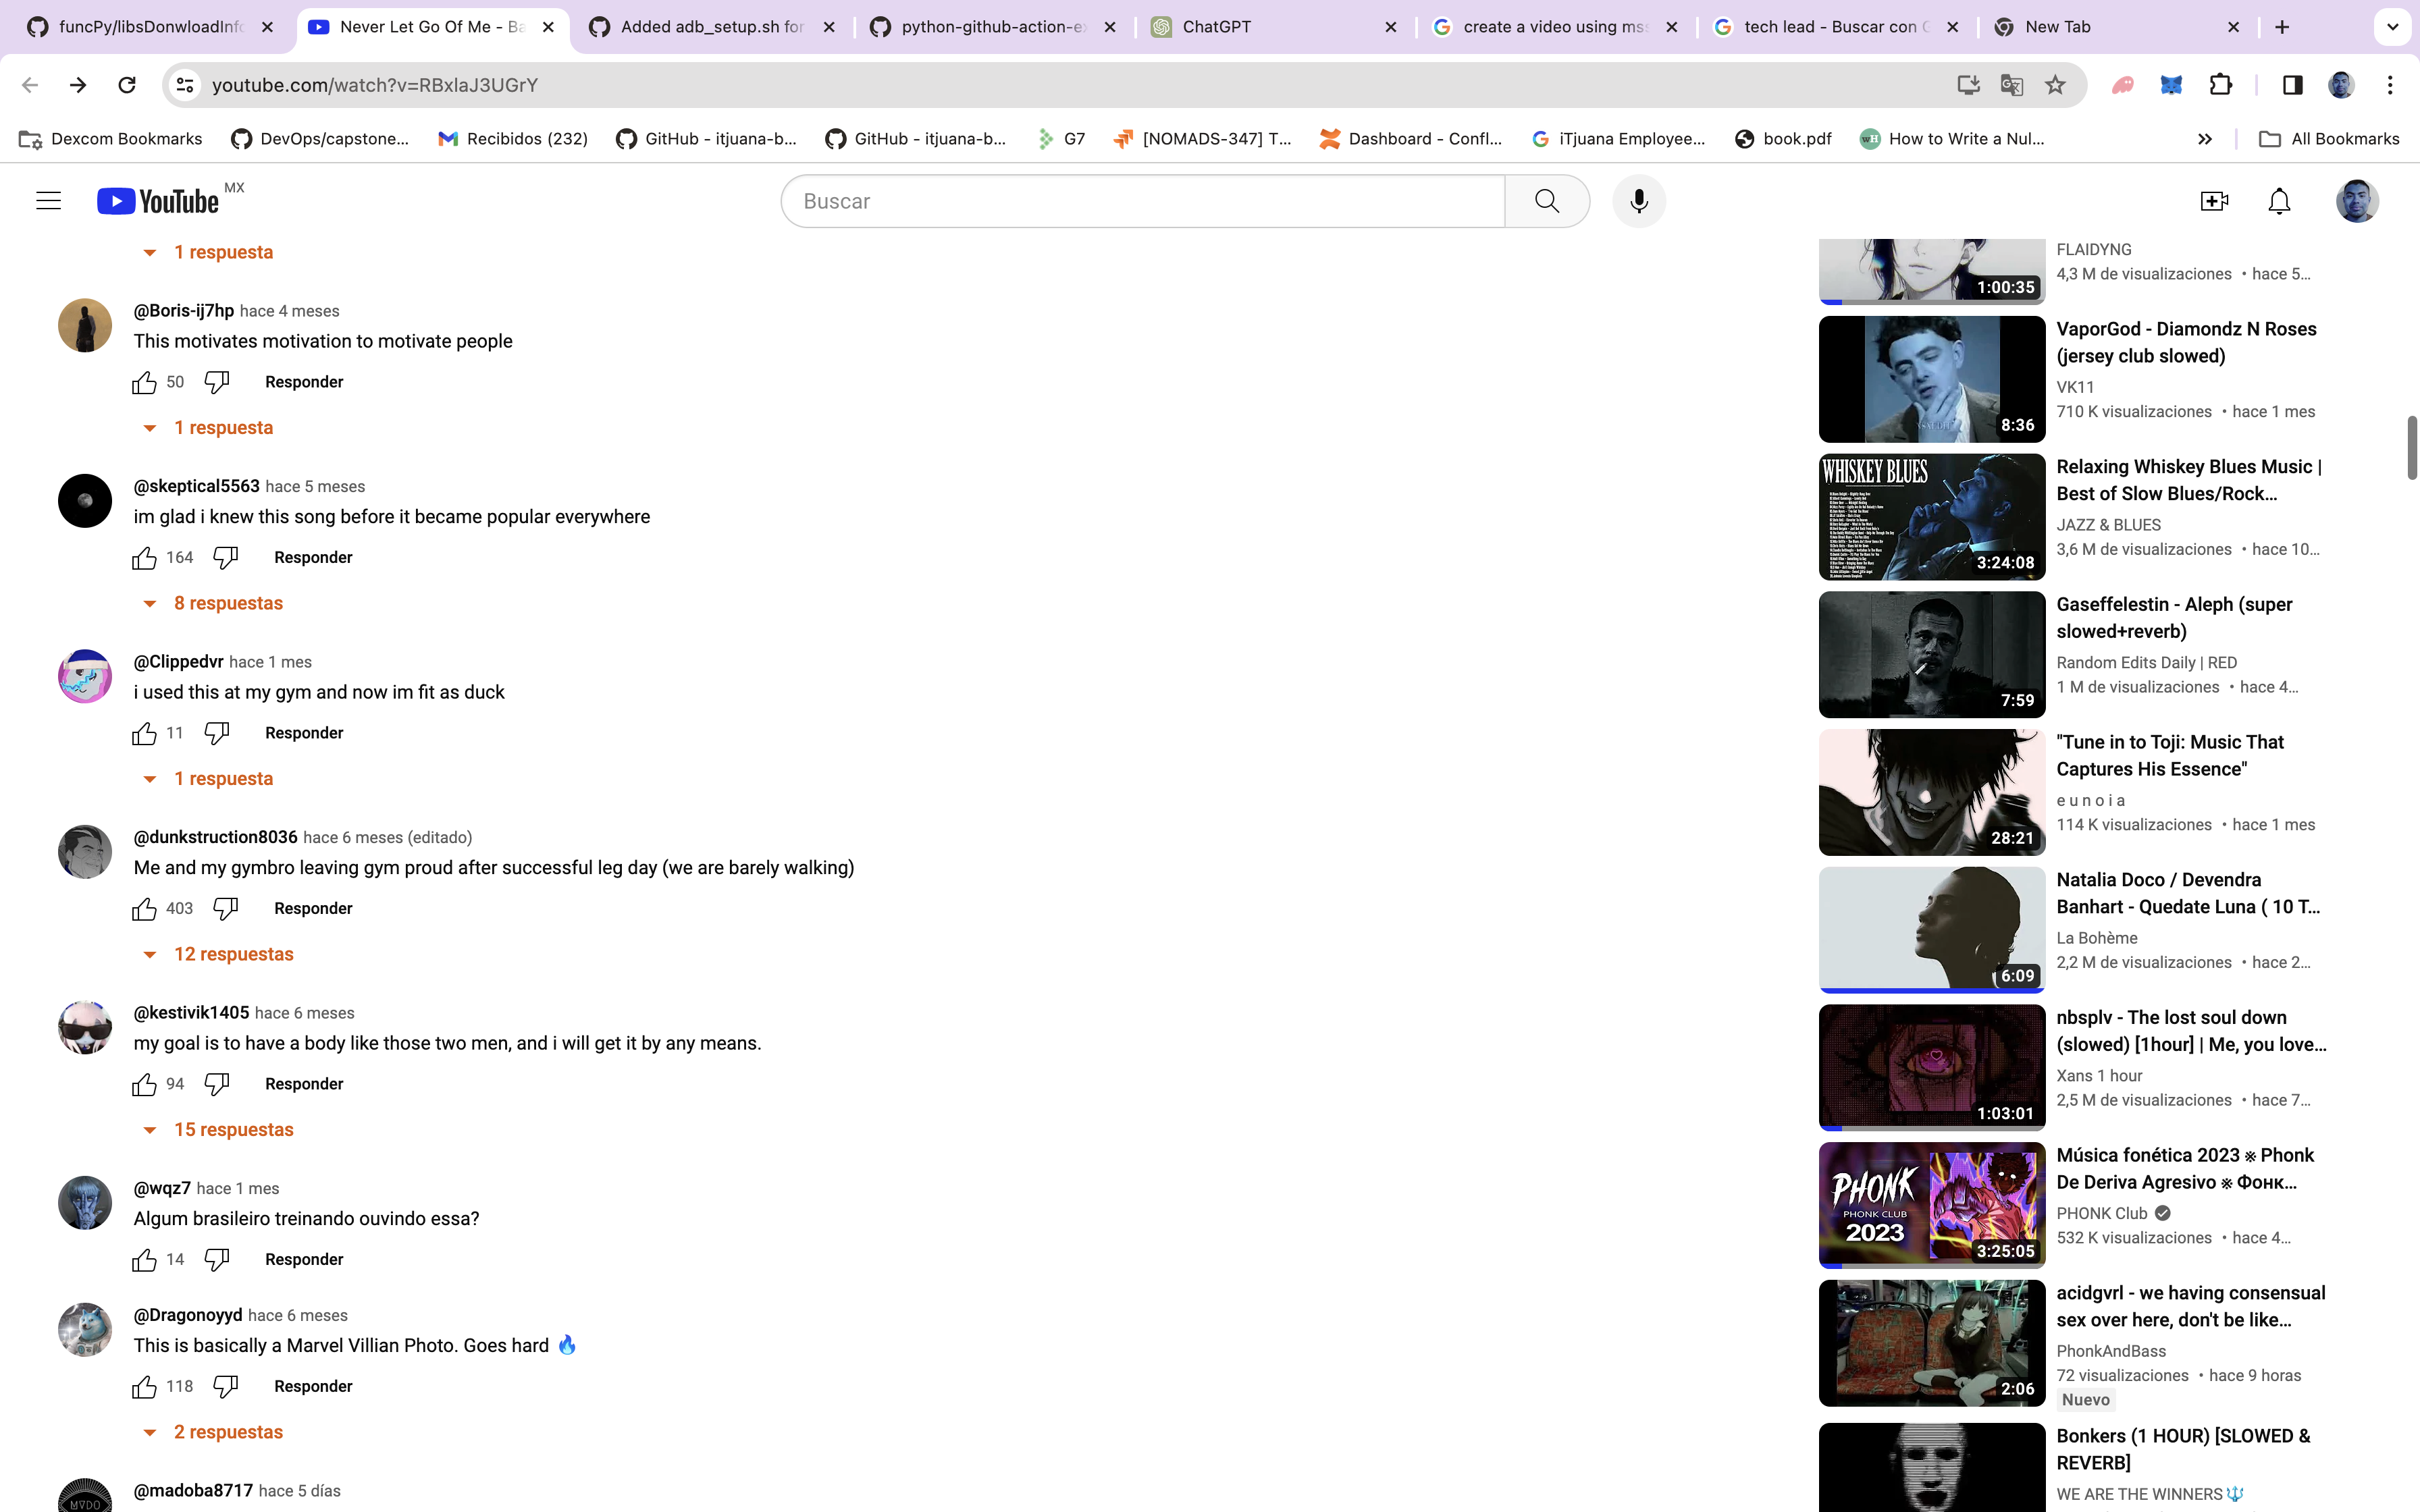 funcPy/libsDonwloadInfo
Never Let Go Of Me - Ba
Added adb_setup.sh for
python-github-action-e
ChatGPT
create a video using mss
tech lead - Buscar con G
New Tab
youtube.com/watch?v=RBxlaJ3UGrY
Dexcom Bookmarks
DevOps/capstone...
Recibidos (232)
GitHub - itjuana-b...
GitHub - itjuana-b...
G7
[NOMADS-347] T...
Dashboard - Confl...
iTjuana Employee...
book.pdf
How to Write a Nul...
All Bookmarks
YouTube MX
Buscar
1 respuesta
@Boris-ij7hp hace 4 meses
This motivates motivation to motivate people
50 Responder
1 respuesta
@skeptical5563 hace 5 meses
im glad i knew this song before it became popular everywhere
164 Responder
8 respuestas
@Clippedvr hace 1 mes
i used this at my gym and now im fit as duck
11 Responder
1 respuesta
@dunkstruction8036 hace 6 meses (editado)
Me and my gymbro leaving gym proud after successful leg day (we are barely walking)
403 Responder
12 respuestas
@kestivik1405 hace 6 meses
my goal is to have a body like those two men, and i will get it by any means.
94 Responder
15 respuestas
@wqz7 hace 1 mes
Algum brasileiro treinando ouvindo essa?
14 Responder
@Dragonoyyd hace 6 meses
This is basically a Marvel Villian Photo. Goes hard 🔥
118 Responder
2 respuestas
@madoba8717 hace 5 días
MVDO
1:00:35
FLAIDYNG
4,3 M de visualizaciones • hace 5...
8:36
VaporGod - Diamondz N Roses
(jersey club slowed)
VK11
710 K visualizaciones • hace 1 mes
WHISKEY BLUES
3:24:08
Relaxing Whiskey Blues Music |
Best of Slow Blues/Rock...
JAZZ & BLUES
3,6 M de visualizaciones • hace 10...
7:59
Gaseffelestin - Aleph (super
slowed+reverb)
Random Edits Daily | RED
1 M de visualizaciones • hace 4...
28:21
"Tune in to Toji: Music That
Captures His Essence"
e u n o i a
114 K visualizaciones • hace 1 mes
6:09
Natalia Doco / Devendra
Banhart - Quedate Luna ( 10 T...
La Bohème
2,2 M de visualizaciones • hace 2...
1:03:01
nbsplv - The lost soul down
(slowed) [1hour] | Me, you love...
Xans 1 hour
2,5 M de visualizaciones • hace 7...
PHONK
PHONK CLUB
2023
3:25:05
Música fonética 2023 ※ Phonk
De Deriva Agresivo ※ Фонк...
PHONK Club
532 K visualizaciones • hace 4...
2:06
acidgvrl - we having consensual
sex over here, don't be like...
PhonkAndBass
72 visualizaciones • hace 9 horas
Nuevo
Bonkers (1 HOUR) [SLOWED &
REVERB]
WE ARE THE WINNERS 🔱